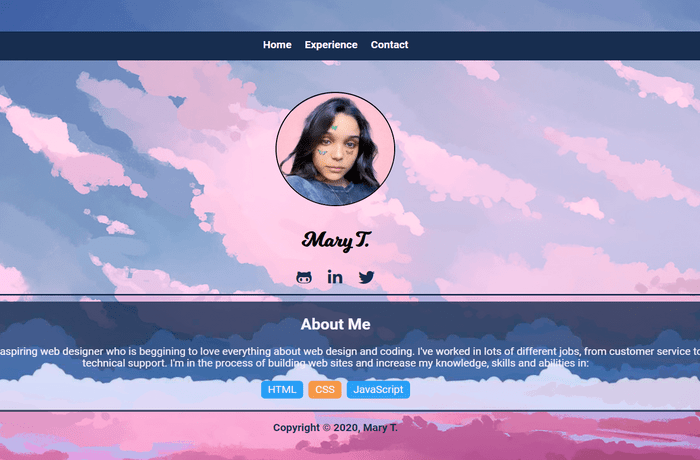 Home Experience Contact
Mary T.
in
About Me
aspiring web designer who is beggining to love everything about web design and coding. I've worked in lots of different jobs, from customer service to
technical support. I'm in the process of building web sites and increase my knowledge, skills and abilities in:
HTML CSS JavaScript
Copyright © 2020, Mary T.